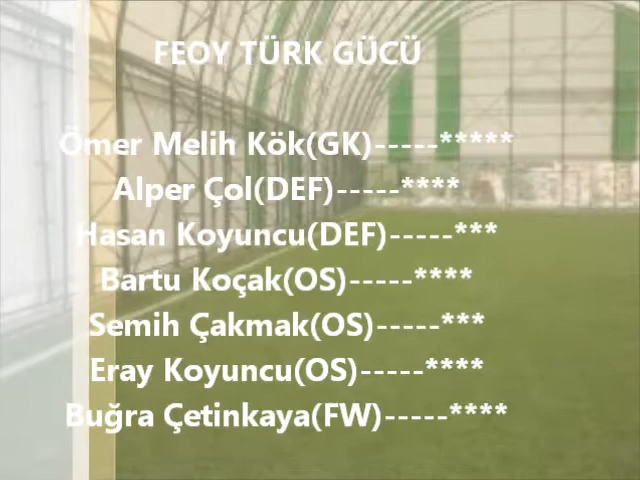 FEOY TÜRK GÜCÜ
Ömer Melih Kök(GK)-----*****
Alper Çol(DEF)-----****
Hasan Koyuncu(DEF)-----***
Bartu Koçak(OS)-----****
Semih Çakmak(OS)-----***
Eray Koyuncu(OS)-----****
Buğra Çetinkaya(FW)-----****